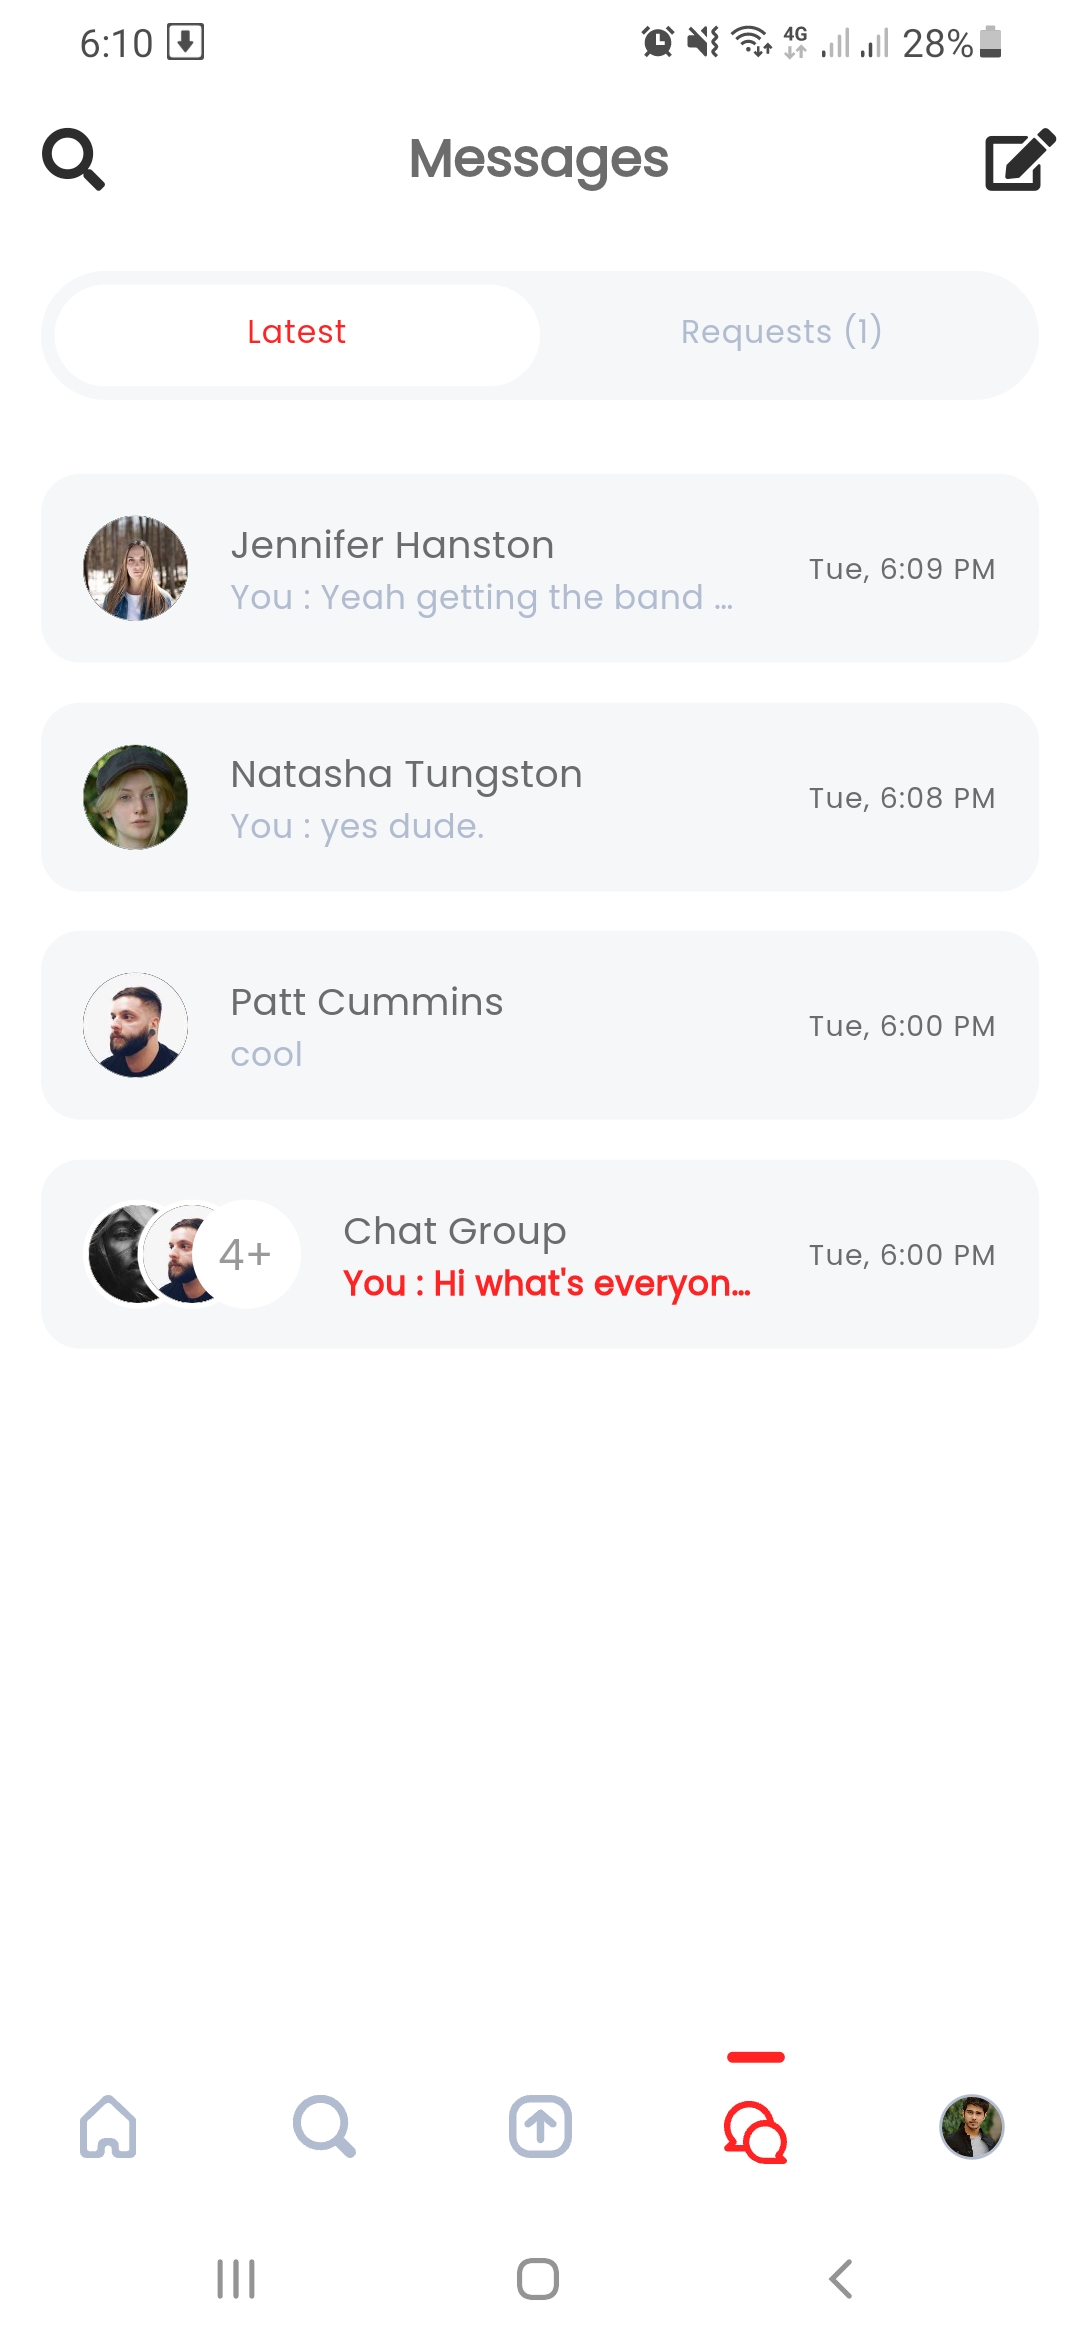 6:10
4G
28%
Messages
Latest
Requests (1)
Jennifer Hanston
You : Yeah getting the band ...
Tue, 6:09 PM
Natasha Tungston
You : yes dude.
Tue, 6:08 PM
Patt Cummins
cool
Tue, 6:00 PM
4+
Chat Group
You : Hi what's everyon...
Tue, 6:00 PM